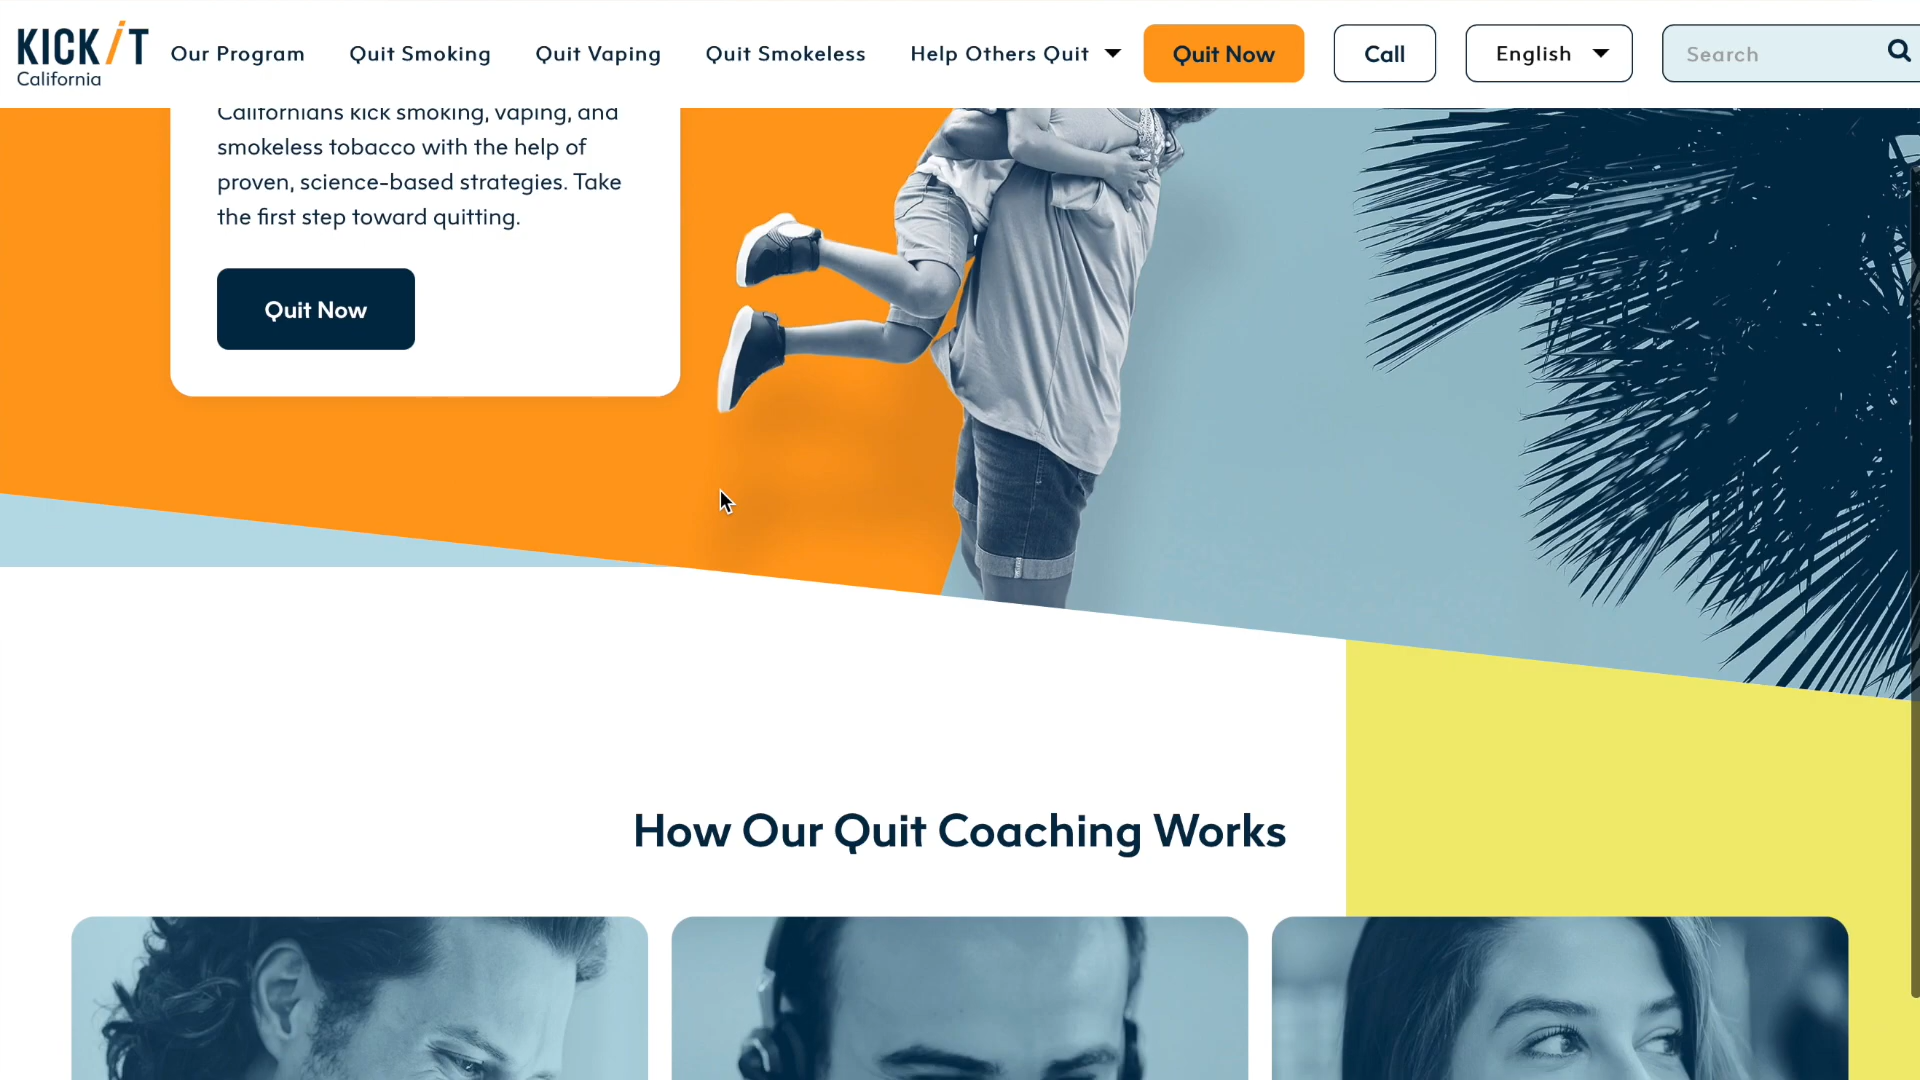 KICK iT
California
Our Program
Quit Smoking
Quit Vaping
Quit Smokeless
Help Others Quit
Quit Now
Call
English
Search
Californians kick smoking, vaping, and
smokeless tobacco with the help of
proven, science-based strategies. Take
the first step toward quitting.
Quit Now
How Our Quit Coaching Works